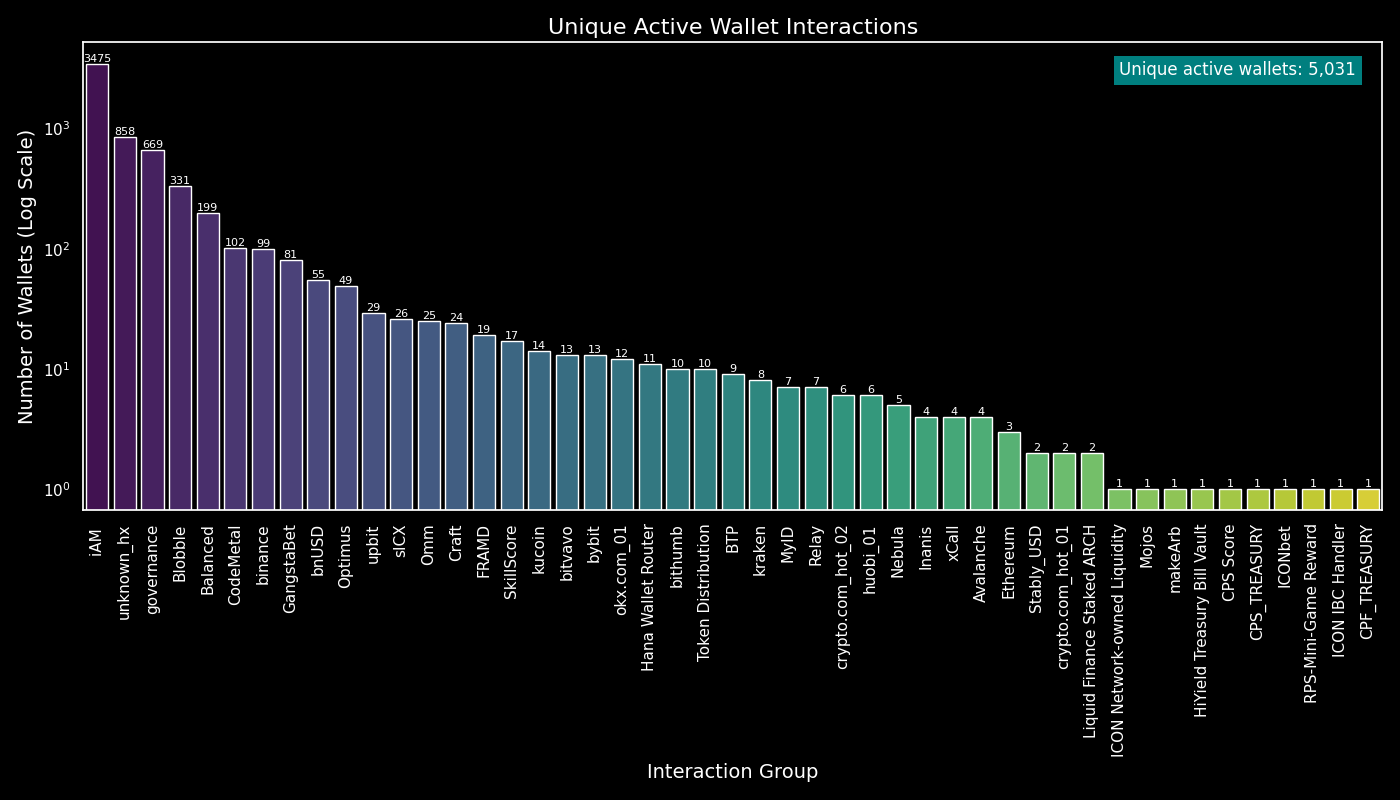 Unique Active Wallet Interactions
Unique active wallets: 5,031
Number of Wallets (Log Scale)
10³
10²
10¹
10⁰
3475
858
669
331
199
102
99
81
55
49
29
26
25
24
19
17
14
13
13
12
11
10
10
9
8
7
7
6
6
5
4
4
4
3
2
2
2
1
1
1
1
1
1
1
1
1
1
iAM
unknown_hx
governance
Blobble
Balanced
CodeMetal
binance
GangstaBet
bnUSD
Optimus
upbit
sICX
Omm
Craft
FRAMD
SkillScore
kucoin
bitvavo
bybit
okx.com_01
Hana Wallet Router
bithumb
Token Distribution
BTP
kraken
MyID
Relay
crypto.com_hot_02
huobi_01
Nebula
Inanis
xCall
Avalanche
Ethereum
Stably_USD
crypto.com_hot_01
Liquid Finance Staked ARCH
ICON Network-owned Liquidity
Mojos
makeArb
HiYield Treasury Bill Vault
CPS Score
CPS_TREASURY
ICONbet
RPS-Mini-Game Reward
ICON IBC Handler
CPF_TREASURY
Interaction Group